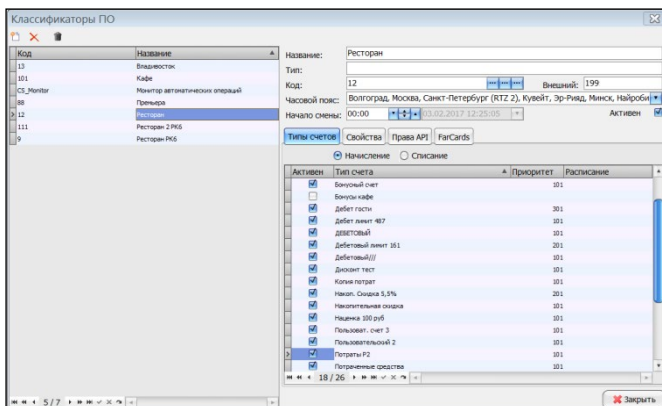 Классификаторы ПО
Код Название
13 Владивосток
101 Кафе
CS_Monitor Монитор автоматических операций
88 Премьера
12 Ресторан
111 Ресторан 2 РК6
9 Ресторан РК6
5 / 7
Название: Ресторан
Тип:
Код: 12 Внешний: 199
Часовой пояс: Волгоград, Москва, Санкт-Петербург (RTZ 2), Кувейт, Эр-Рияд, Минск, Найроби
Начало смены: 00:00 03.02.2017 12:25:05 Активен
Типы счетов Свойства Права API FarCards
Начисление Списание
Активен Тип счета Приоритет Расписание
Бонусный счет 101
Бонусы кафе
Дебет гости 301
Дебет лимит 487 101
ДЕБЕТОВЫЙ 101
Дебетовый лимит 161 201
Дебетовый/// 101
Дисконт тест 101
Копия потрат 101
Накоп. Скидка 5,5% 201
Накопительная скидка 101
Наценка 100 руб 101
Пользоват. счет 3 101
Пользовательский 2 101
Потраты Р2 101
Потраченные средства 101
18 / 26
Закрыть